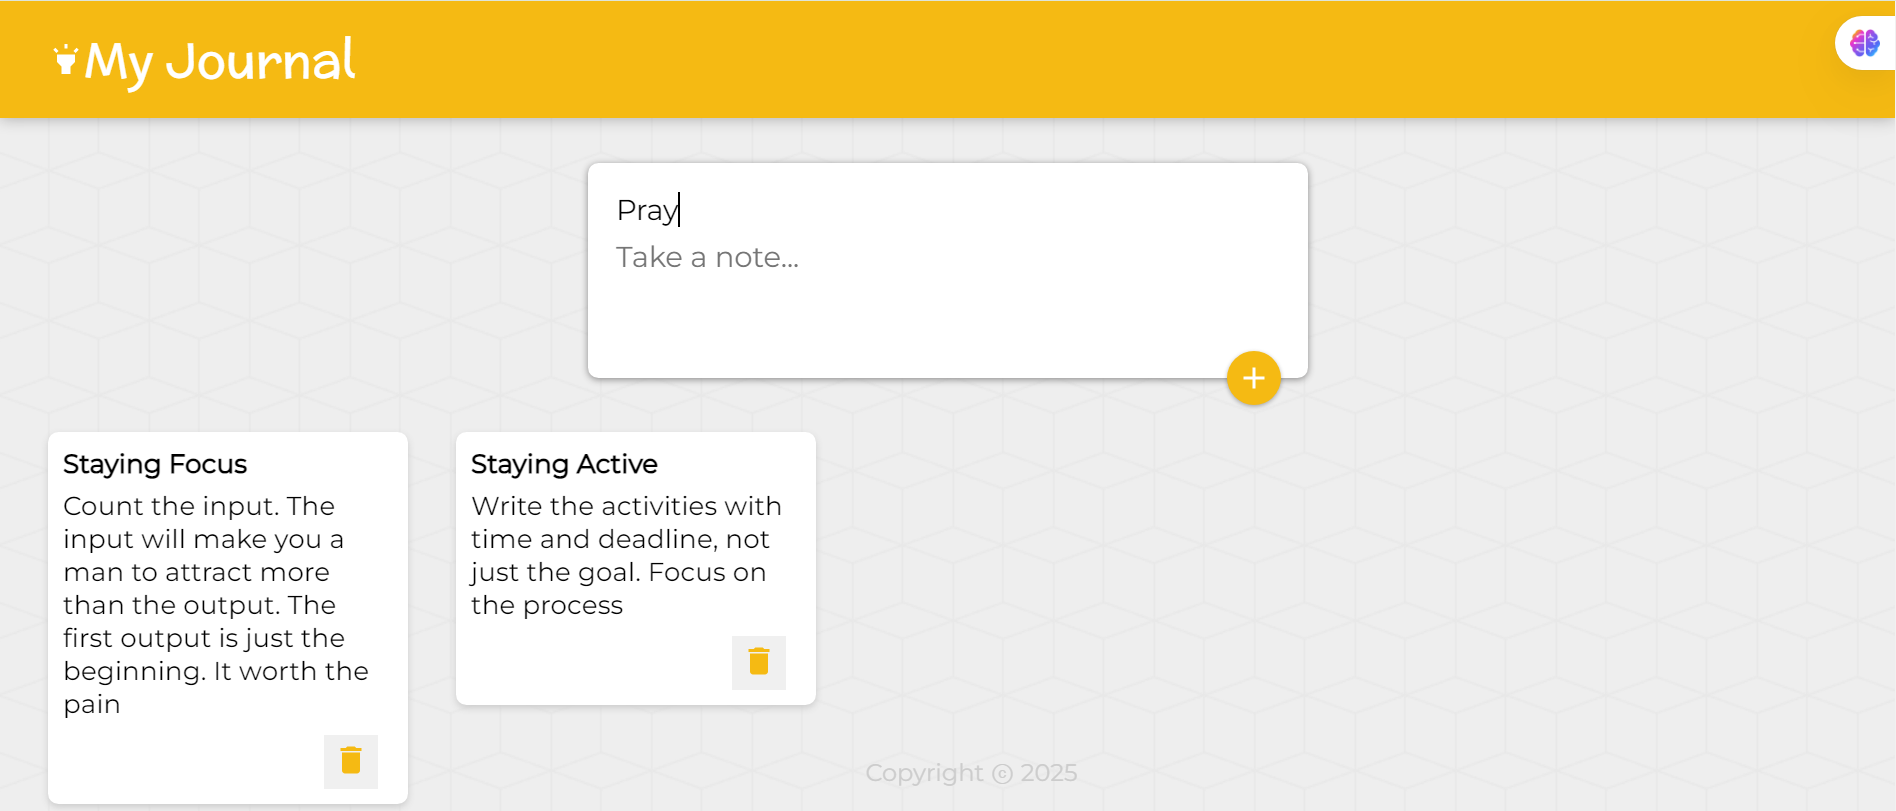 My Journal
Pray
Take a note...
Staying Focus
Count the input. The
input will make you a
man to attract more
than the output. The
first output is just the
beginning. It worth the
pain
Staying Active
Write the activities with
time and deadline, not
just the goal. Focus on
the process
Copyright © 2025